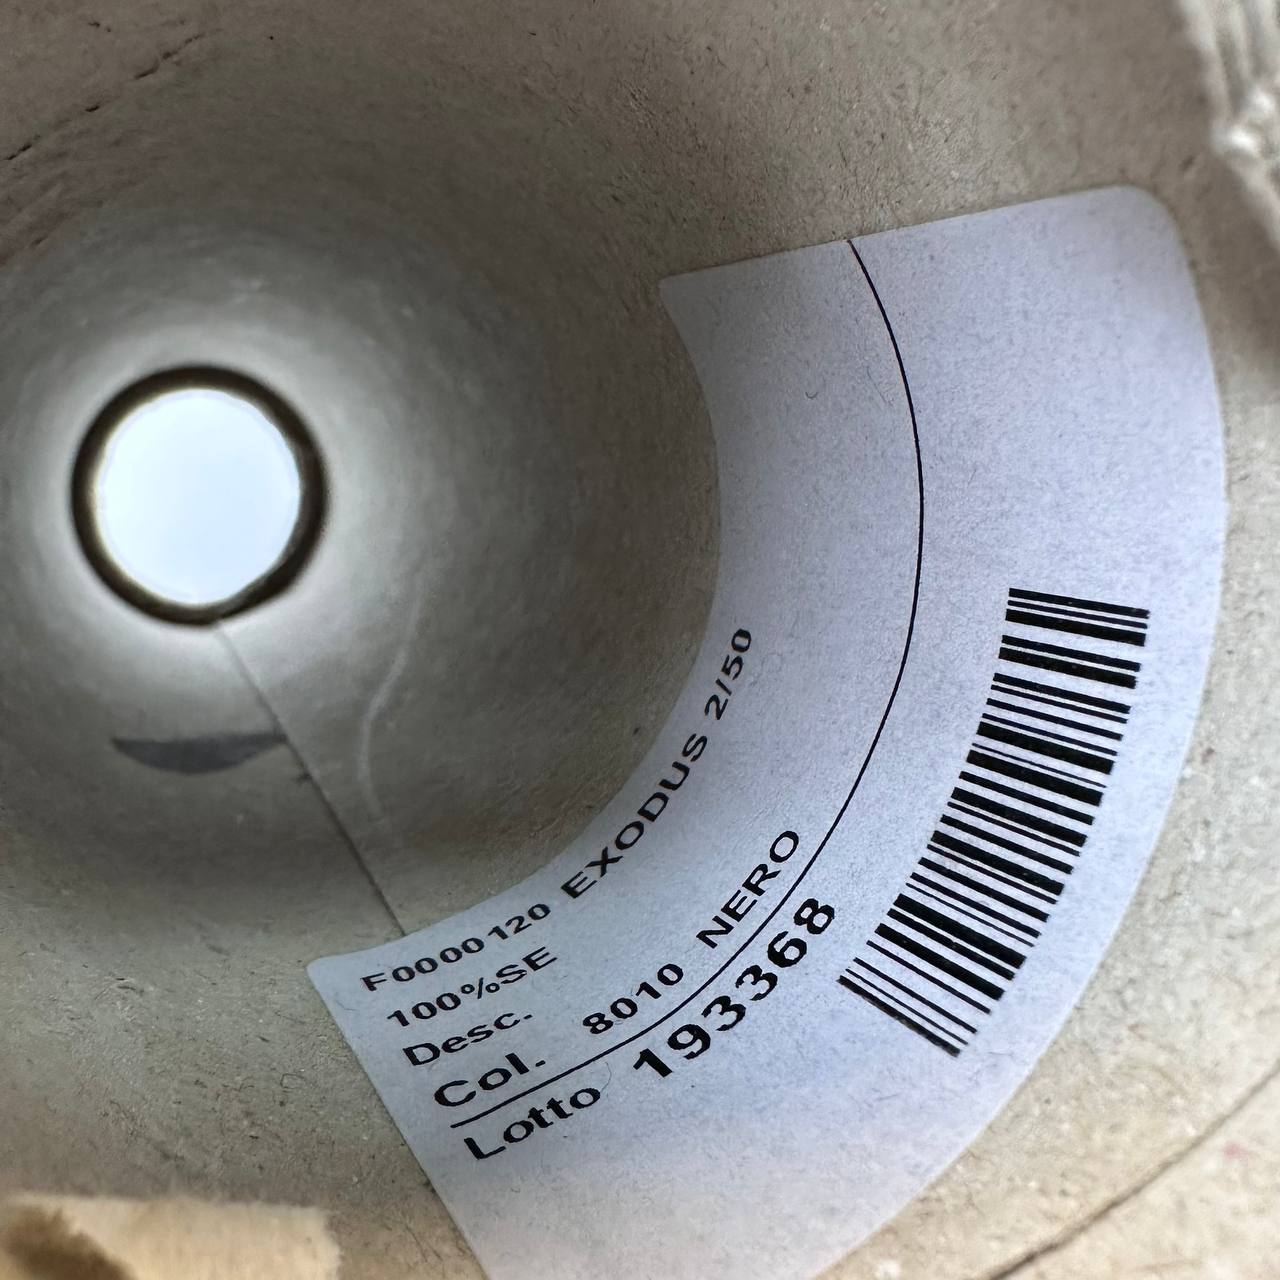 F0000120 EXODUS 2/50
100%SE
Desc.
Col. 8010 NERO
Lotto 193368